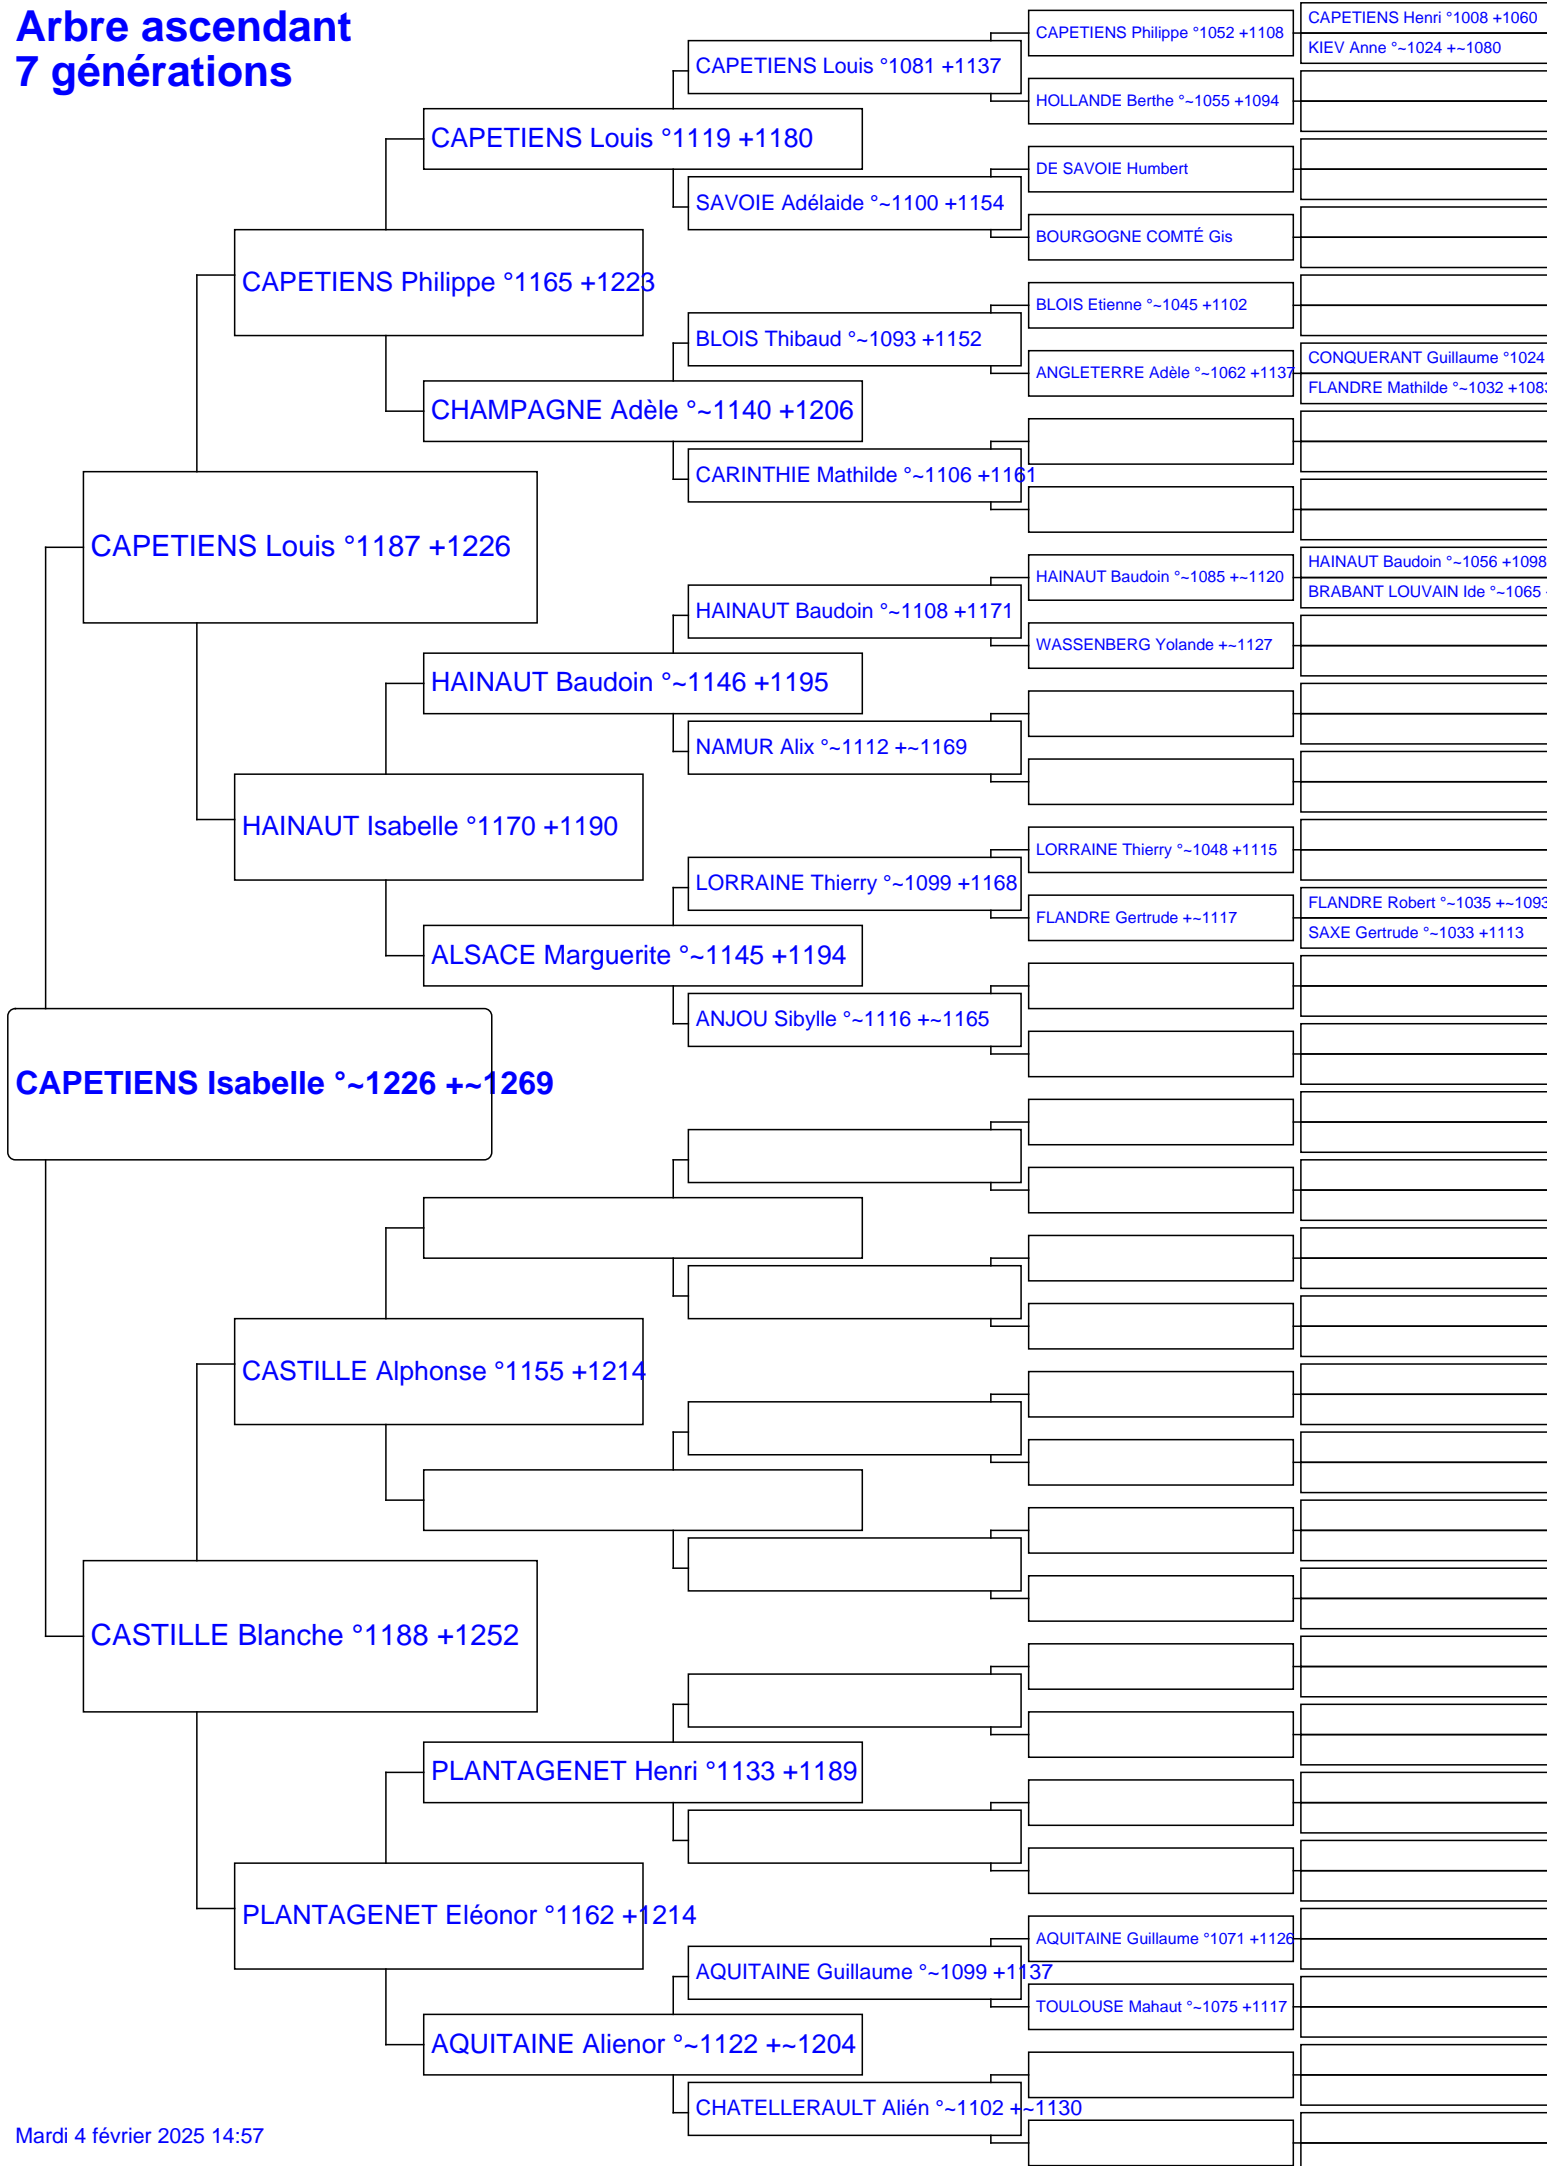 Arbre ascendant
7 générations
CAPETIENS Philippe °1052 +1108
CAPETIENS Henri °1008 +1060
KIEV Anne °~1024 +~1080
CAPETIENS Louis °1081 +1137
HOLLANDE Berthe °~1055 +1094
CAPETIENS Louis °1119 +1180
DE SAVOIE Humbert
SAVOIE Adélaide °~1100 +1154
BOURGOGNE COMTÉ Gis
CAPETIENS Philippe °1165 +1223
BLOIS Etienne °~1045 +1102
BLOIS Thibaud °~1093 +1152
ANGLETERRE Adèle °~1062 +1137
CONQUERANT Guillaume °1024
FLANDRE Mathilde °~1032 +1083
CHAMPAGNE Adèle °~1140 +1206
CARINTHIE Mathilde °~1106 +1161
CAPETIENS Louis °1187 +1226
HAINAUT Baudoin °~1085 +~1120
HAINAUT Baudoin °~1056 +1098
BRABANT LOUVAIN Ide °~1065
HAINAUT Baudoin °~1108 +1171
WASSENBERG Yolande +~1127
HAINAUT Baudoin °~1146 +1195
NAMUR Alix °~1112 +~1169
HAINAUT Isabelle °1170 +1190
LORRAINE Thierry °~1048 +1115
LORRAINE Thierry °~1099 +1168
FLANDRE Gertrude +~1117
FLANDRE Robert °~1035 +~1093
SAXE Gertrude °~1033 +1113
ALSACE Marguerite °~1145 +1194
ANJOU Sibylle °~1116 +~1165
CAPETIENS Isabelle °~1226 +~1269
CASTILLE Alphonse °1155 +1214
CASTILLE Blanche °1188 +1252
PLANTAGENET Henri °1133 +1189
PLANTAGENET Eléonor °1162 +1214
AQUITAINE Guillaume °1071 +1126
AQUITAINE Guillaume °~1099 +1137
TOULOUSE Mahaut °~1075 +1117
AQUITAINE Alienor °~1122 +~1204
CHATELLERAULT Alién °~1102 +~1130
Mardi 4 février 2025 14:57